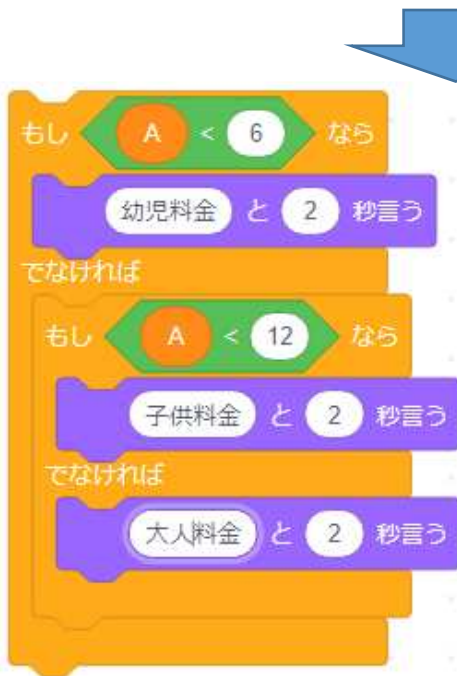 もし A < 6 なら
幼児料金 と 2 秒言う
でなければ
もし A < 12 なら
子供料金 と 2 秒言う
でなければ
大人料金 と 2 秒言う